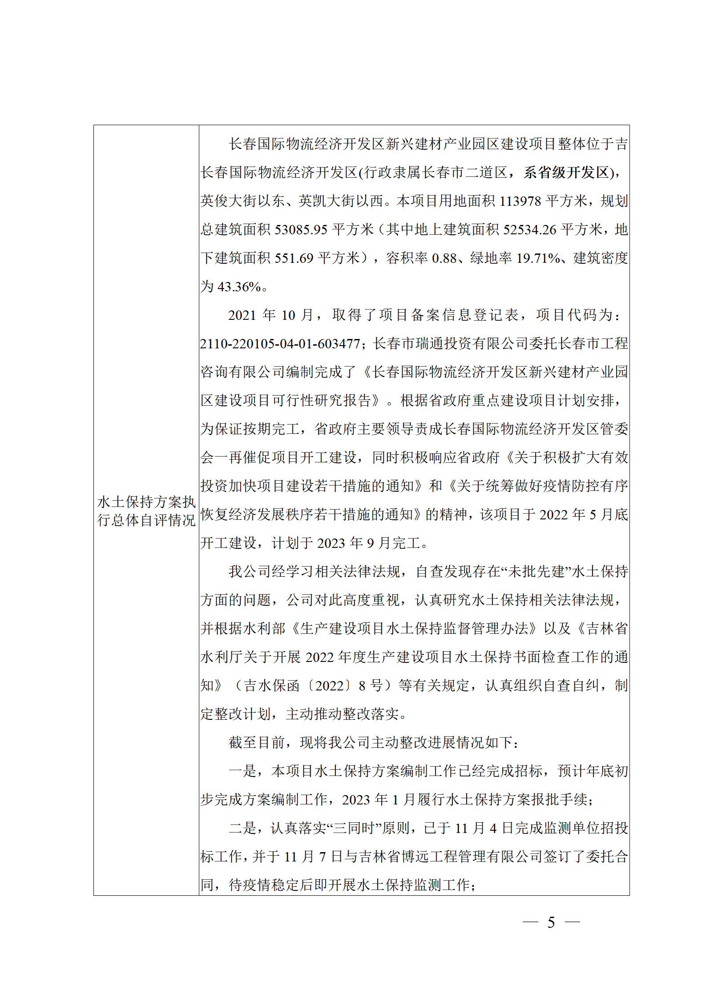 水土保持方案执
行总体自评情况
长春国际物流经济开发区新兴建材产业园区建设项目整体位于吉
长春国际物流经济开发区(行政隶属长春市二道区，系省级开发区)，
英俊大街以东、英凯大街以西。本项目用地面积 113978 平方米，规划
总建筑面积 53085.95 平方米（其中地上建筑面积 52534.26 平方米，地
下建筑面积 551.69 平方米），容积率 0.88、绿地率 19.71%、建筑密度
为 43.36%。
2021 年 10 月，取得了项目备案信息登记表，项目代码为：
2110-220105-04-01-603477；长春市瑞通投资有限公司委托长春市工程
咨询有限公司编制完成了《长春国际物流经济开发区新兴建材产业园
区建设项目可行性研究报告》。根据省政府重点建设项目计划安排，
为保证按期完工，省政府主要领导责成长春国际物流经济开发区管委
会一再催促项目开工建设，同时积极响应省政府《关于积极扩大有效
投资加快项目建设若干措施的通知》和《关于统筹做好疫情防控有序
恢复经济发展秩序若干措施的通知》的精神，该项目于 2022 年 5 月底
开工建设，计划于 2023 年 9 月完工。
我公司经学习相关法律法规，自查发现存在“未批先建”水土保持
方面的问题，公司对此高度重视，认真研究水土保持相关法律法规，
并根据水利部《生产建设项目水土保持监督管理办法》以及《吉林省
水利厅关于开展 2022 年度生产建设项目水土保持书面检查工作的通
知》（吉水保函〔2022〕8 号）等有关规定，认真组织自查自纠，制
定整改计划，主动推动整改落实。
截至目前，现将我公司主动整改进展情况如下：
一是，本项目水土保持方案编制工作已经完成招标，预计年底初
步完成方案编制工作，2023 年 1 月履行水土保持方案报批手续；
二是，认真落实“三同时”原则，已于 11 月 4 日完成监测单位招投
标工作，并于 11 月 7 日与吉林省博远工程管理有限公司签订了委托合
同，待疫情稳定后即开展水土保持监测工作；
— 5 —